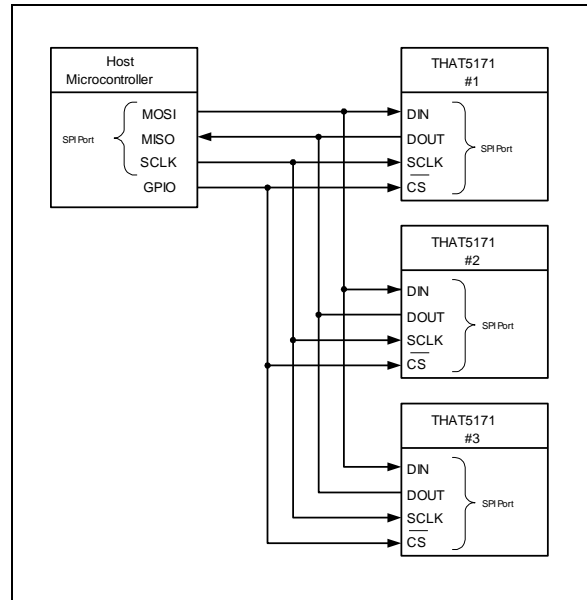 Host
Microcontroller
SPI Port
MOSI
MISO
SCLK
GPIO
THAT5171
#1
DIN
DOUT
SCLK
CS
SPI Port
THAT5171
#2
DIN
DOUT
SCLK
CS
SPI Port
THAT5171
#3
DIN
DOUT
SCLK
CS
SPI Port